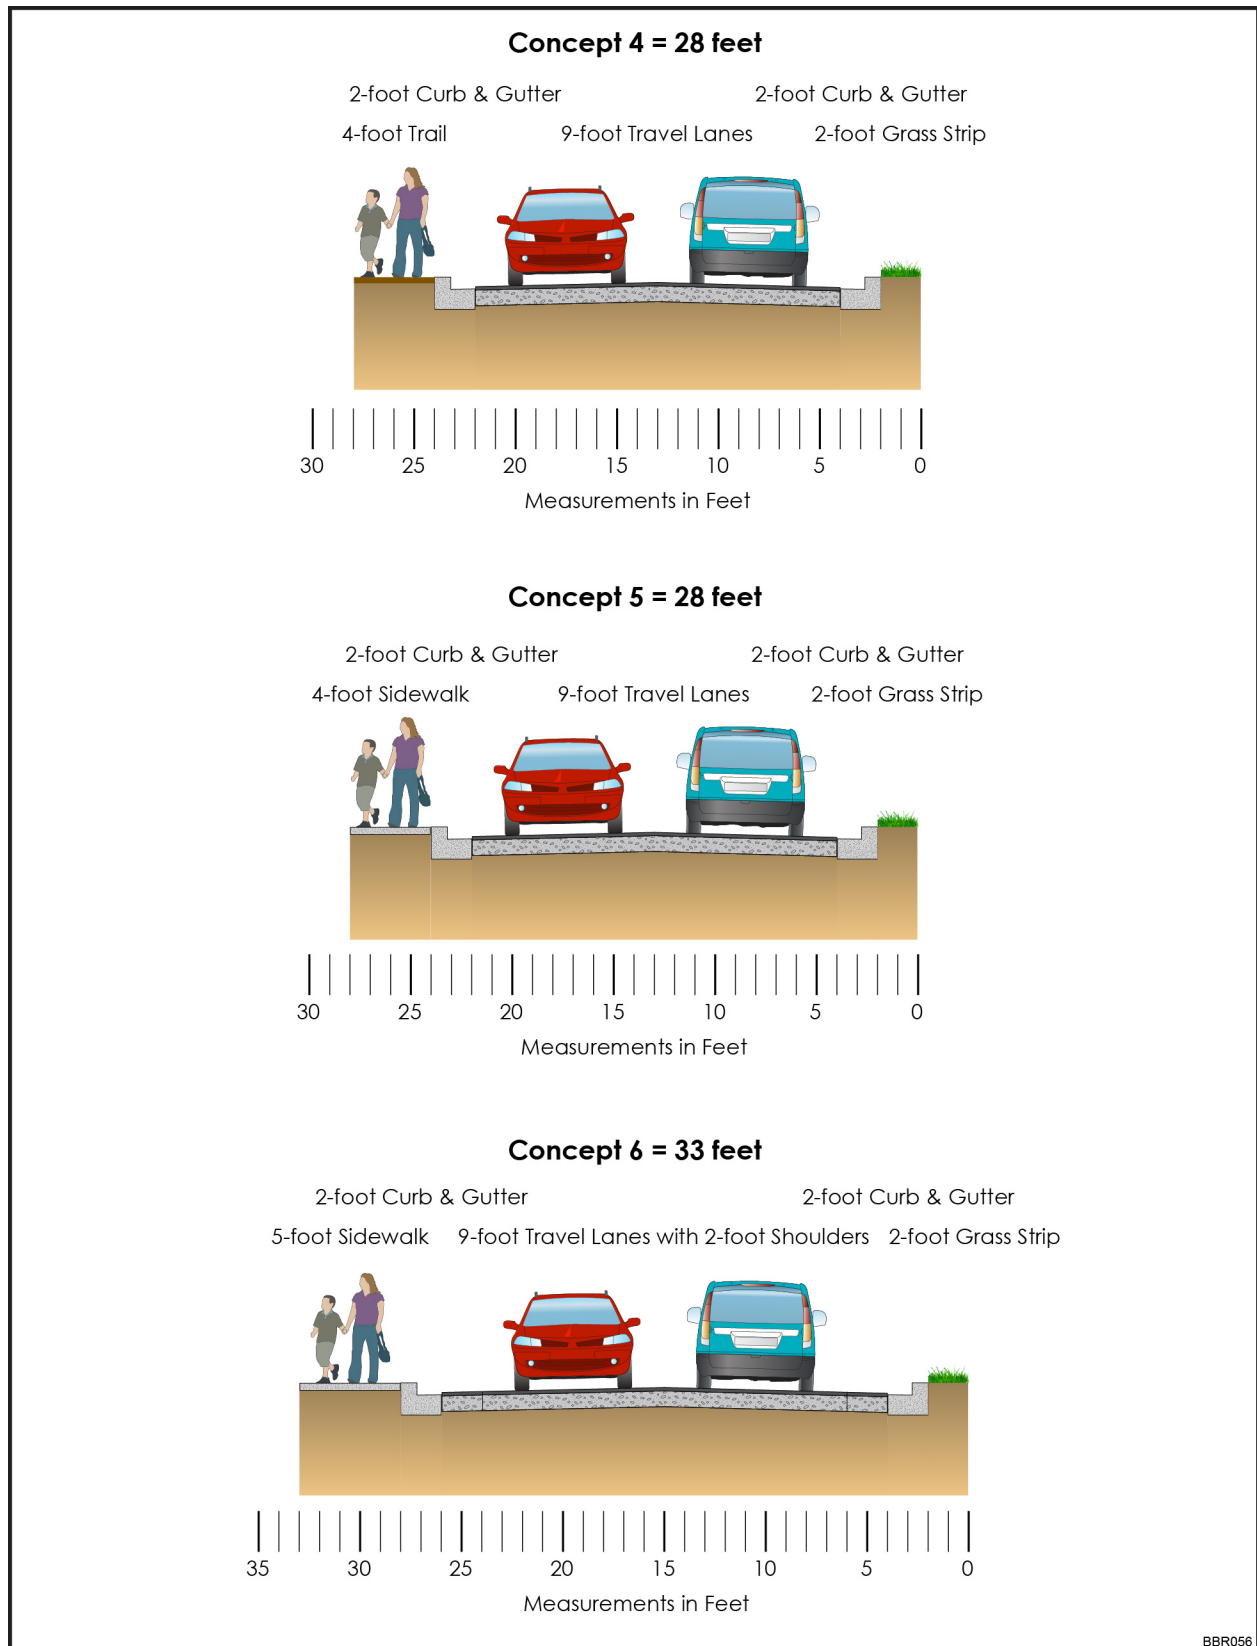 Concept 4 = 28 feet
2-foot Curb & Gutter 2-foot Curb & Gutter
4-foot Trail 9-foot Travel Lanes 2-foot Grass Strip
30 25 20 15 10 5 0
Measurements in Feet
Concept 5 = 28 feet
2-foot Curb & Gutter 2-foot Curb & Gutter
4-foot Sidewalk 9-foot Travel Lanes 2-foot Grass Strip
30 25 20 15 10 5 0
Measurements in Feet
Concept 6 = 33 feet
2-foot Curb & Gutter 2-foot Curb & Gutter
5-foot Sidewalk 9-foot Travel Lanes with 2-foot Shoulders 2-foot Grass Strip
35 30 25 20 15 10 5 0
Measurements in Feet
BBR056